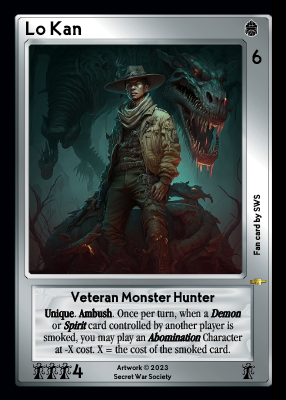 Lo Kan
6
Fan card by SWS
Veteran Monster Hunter
Unique. Ambush. Once per turn, when a Demon
or Spirit card controlled by another player is
smoked, you may play an Abomination Character
at -X cost. X = the cost of the smoked card.
4
Artwork © 2023
Secret War Society